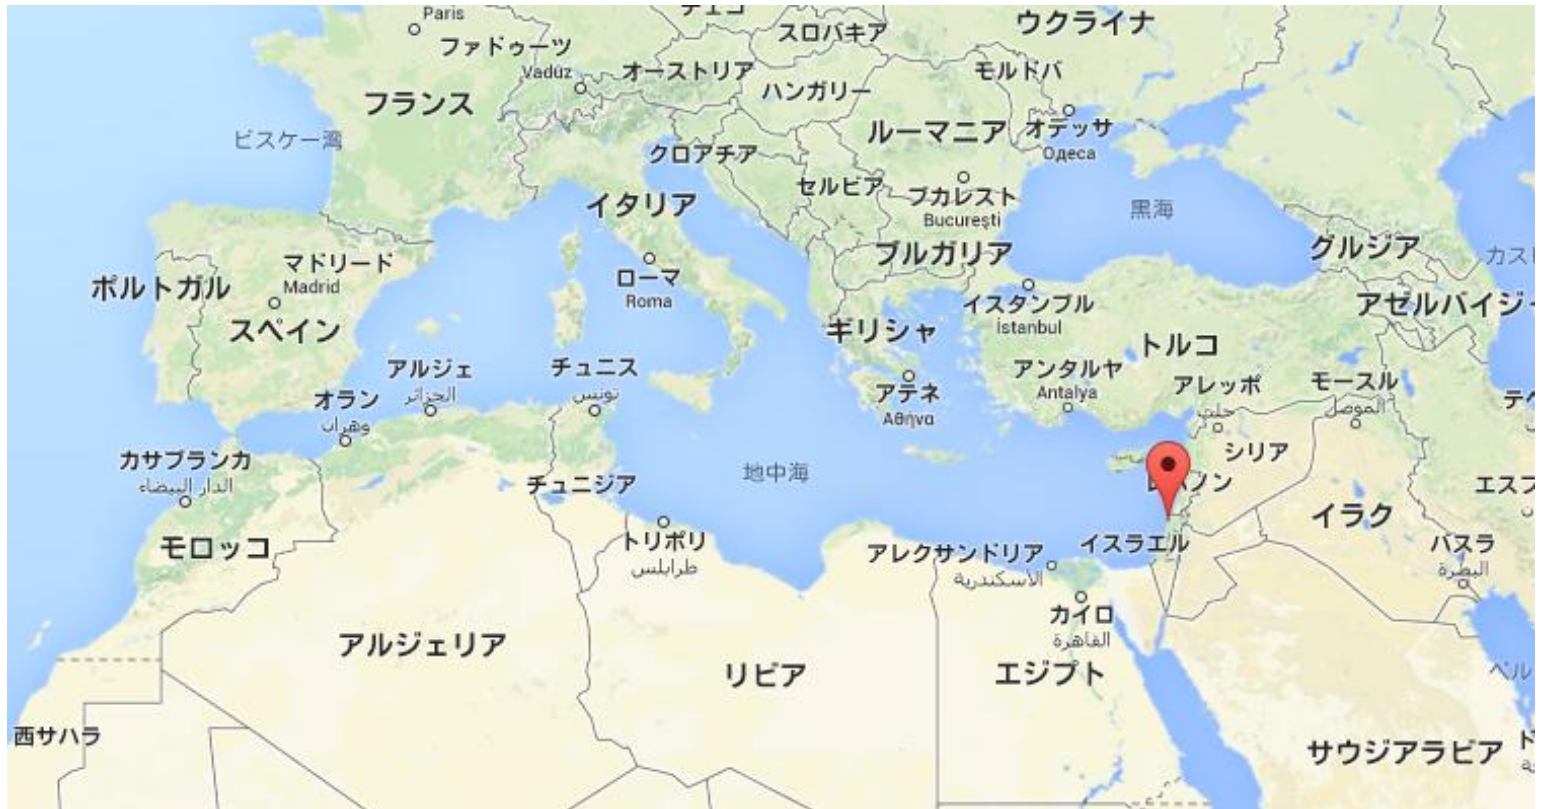 Paris
チェコ
スロバキア
ウクライナ
ファドゥーツ
Vaduz
オーストリア
モルドバ
ハンガリー
フランス
ルーマニア
オデッサ
Одеса
ビスケー湾
クロアチア
セルビア
ブカレスト
București
イタリア
黒海
ブルガリア
グルジア
マドリード
Madrid
ローマ
Roma
ポルトガル
イスタンブル
İstanbul
アゼルバイジ
スペイン
ギリシャ
トルコ
アルジェ
الجزائر
チュニス
تونس
アンタルヤ
Antalya
アレッポ
حلب
モースル
الموصل
オラン
وهران
アテネ
Αθήνα
カサブランカ
الدار البيضاء
地中海
シリア
チュニジア
イラク
モロッコ
トリポリ
طرابلس
アレクサンドリア
الأسكندرية
イスラエル
バスラ
البصرة
カイロ
القاهرة
アルジェリア
リビア
エジプト
西サハラ
サウジアラビア